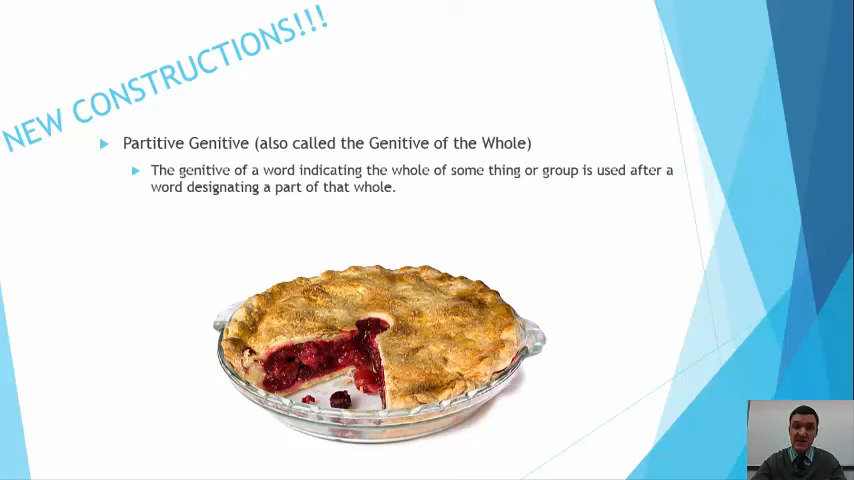 NEW CONSTRUCTIONS!!!
Partitive Genitive (also called the Genitive of the Whole)
The genitive of a word indicating the whole of some thing or group is used after a
word designating a part of that whole.